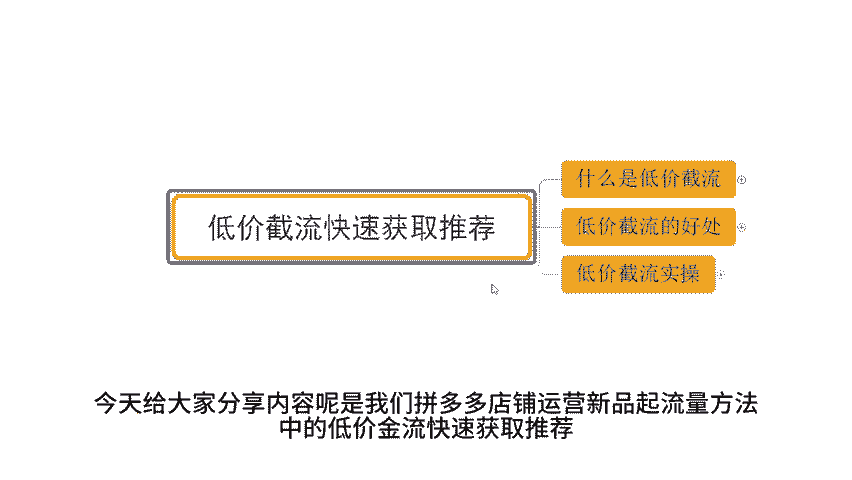 低价截流快速获取推荐
什么是低价截流
低价截流的好处
低价截流实操
今天给大家分享内容呢是我们拼多多店铺运营新品起流量方法
中的低价金流快速获取推荐